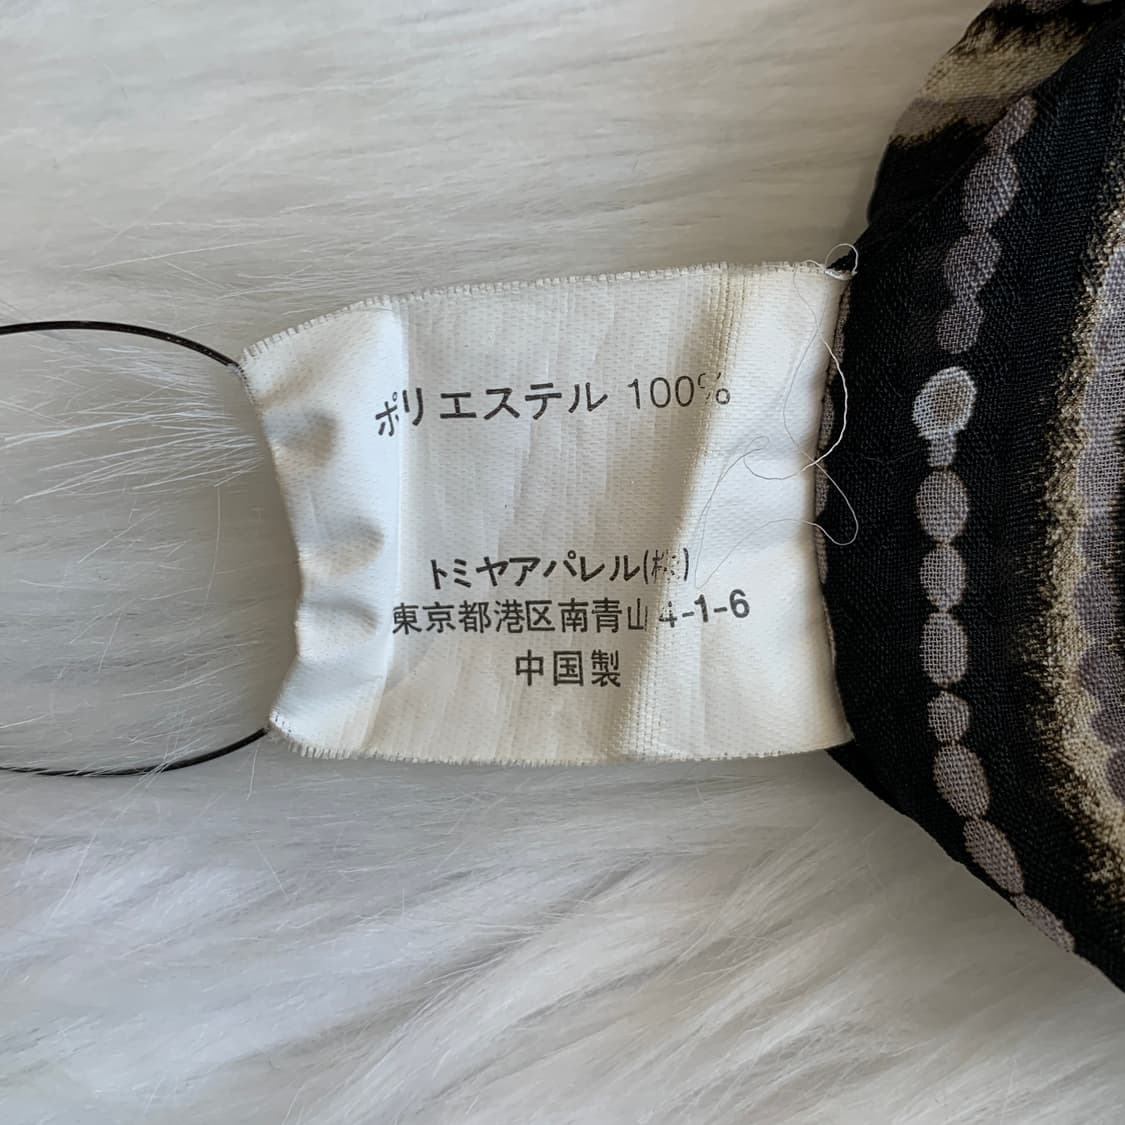 ポリエステル 100%
トミヤアパレル(株)
東京都港区南青山 4-1-6
中国製